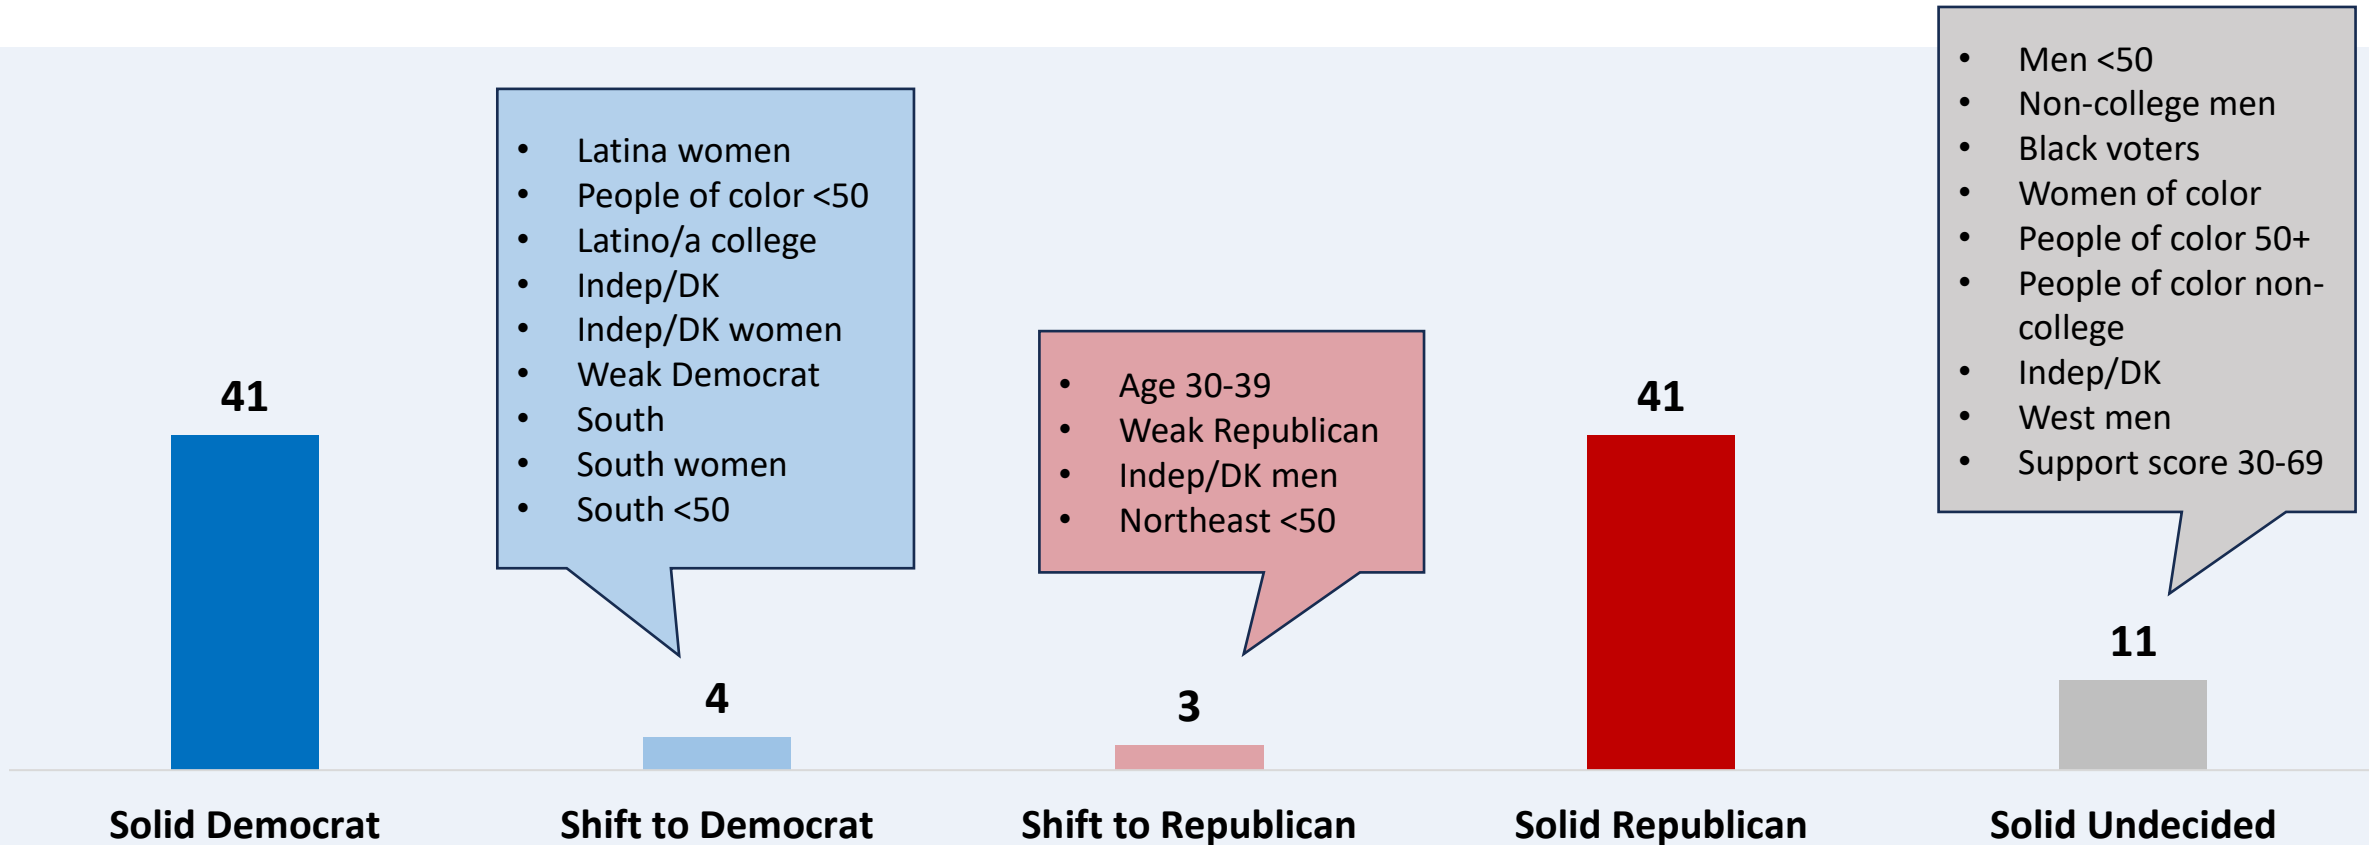 41
• Latina women
• People of color <50
• Latino/a college
• Indep/DK
• Indep/DK women
• Weak Democrat
• South
• South women
• South <50
4
• Age 30-39
• Weak Republican
• Indep/DK men
• Northeast <50
3
41
• Men <50
• Non-college men
• Black voters
• Women of color
• People of color 50+
• People of color non-
college
• Indep/DK
• West men
• Support score 30-69
11
Solid Democrat
Shift to Democrat
Shift to Republican
Solid Republican
Solid Undecided